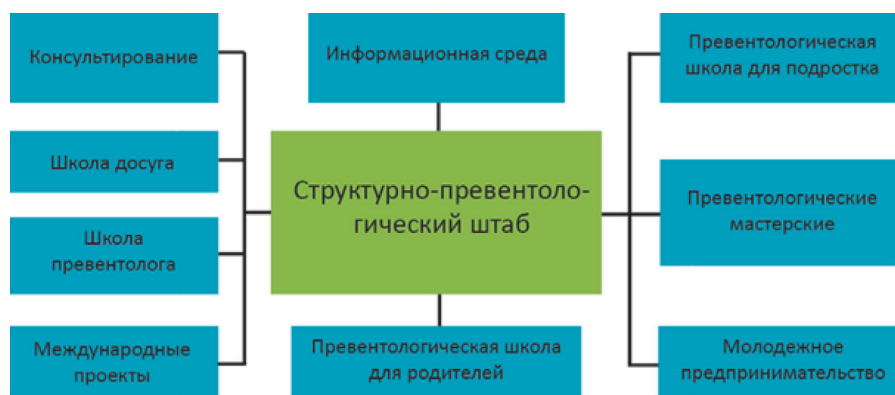 Консультирование
Информационная среда
Превентологическая
школа для подростка
Школа досуга
Структурно-превентоло-
гический штаб
Превентологические
мастерские
Школа
превентолога
Международные
проекты
Превентологическая школа
для родителей
Молодежное
предпринимательство